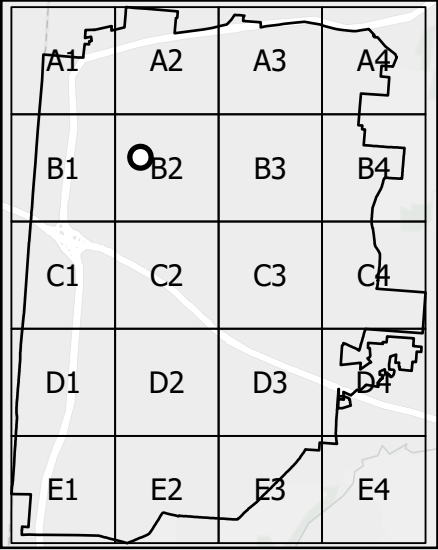 A1 A2 A3 A4
B1 B2 B3 B4
C1 C2 C3 C4
D1 D2 D3 D4
E1 E2 E3 E4